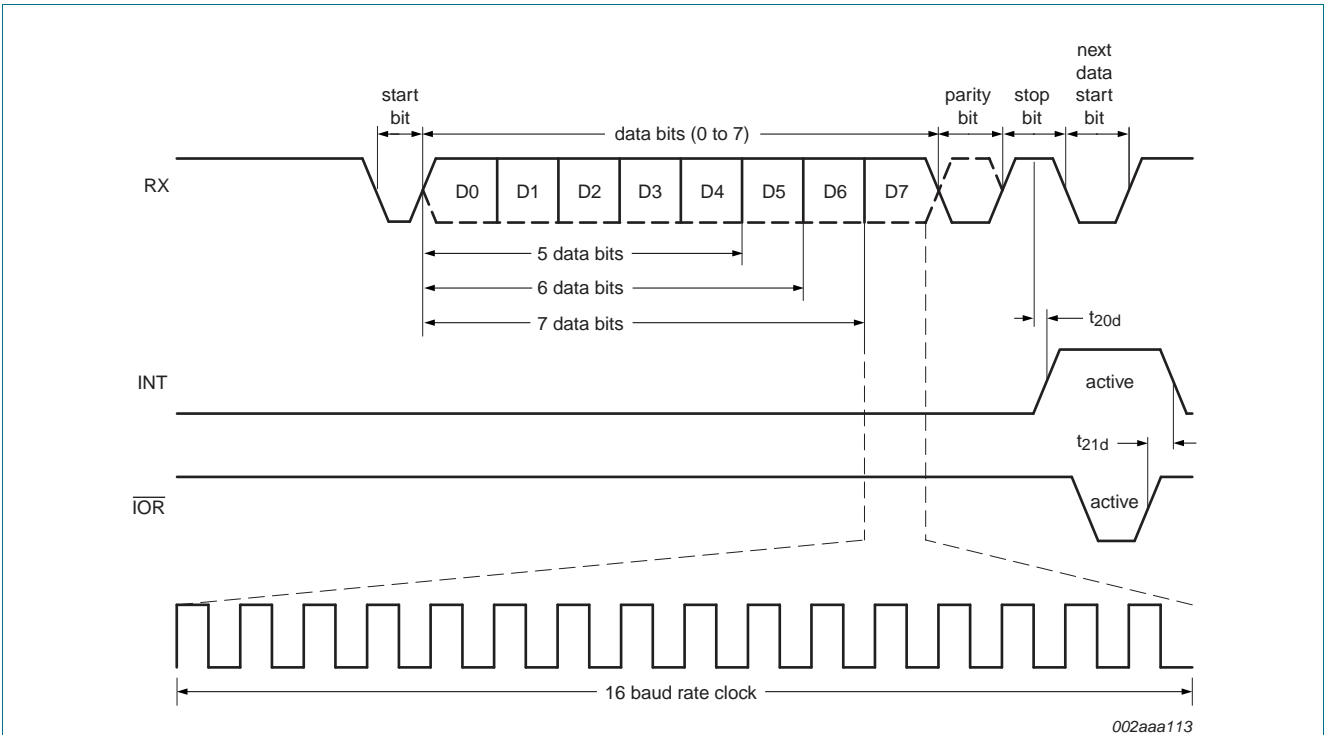 next
data
start
bit
start
bit
parity
bit
stop
bit
data bits (0 to 7)
RX
D0 D1 D2 D3 D4 D5 D6 D7
5 data bits
6 data bits
7 data bits
t20d
INT
active
t21d
IOR
active
16 baud rate clock
002aaa113